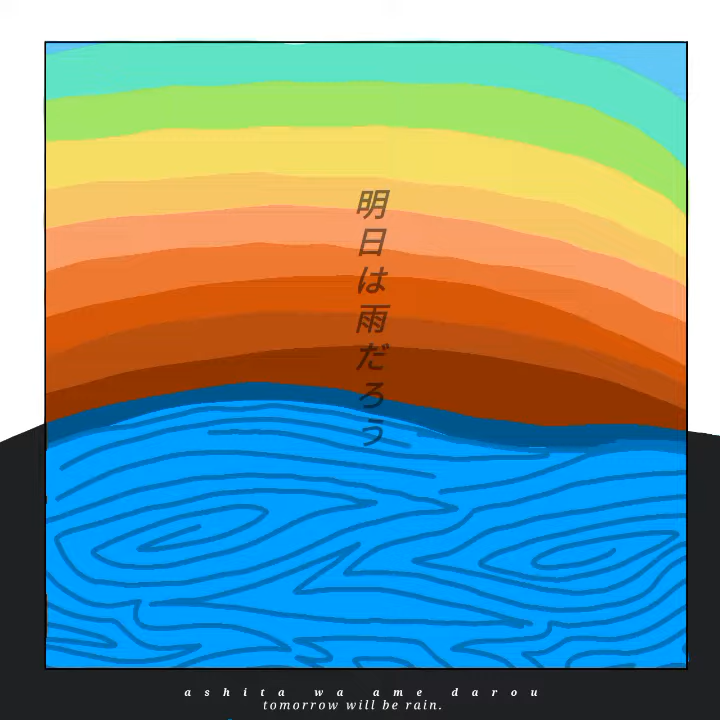 明日は雨だろう
ashita wa ame darou
tomorrow will be rain.